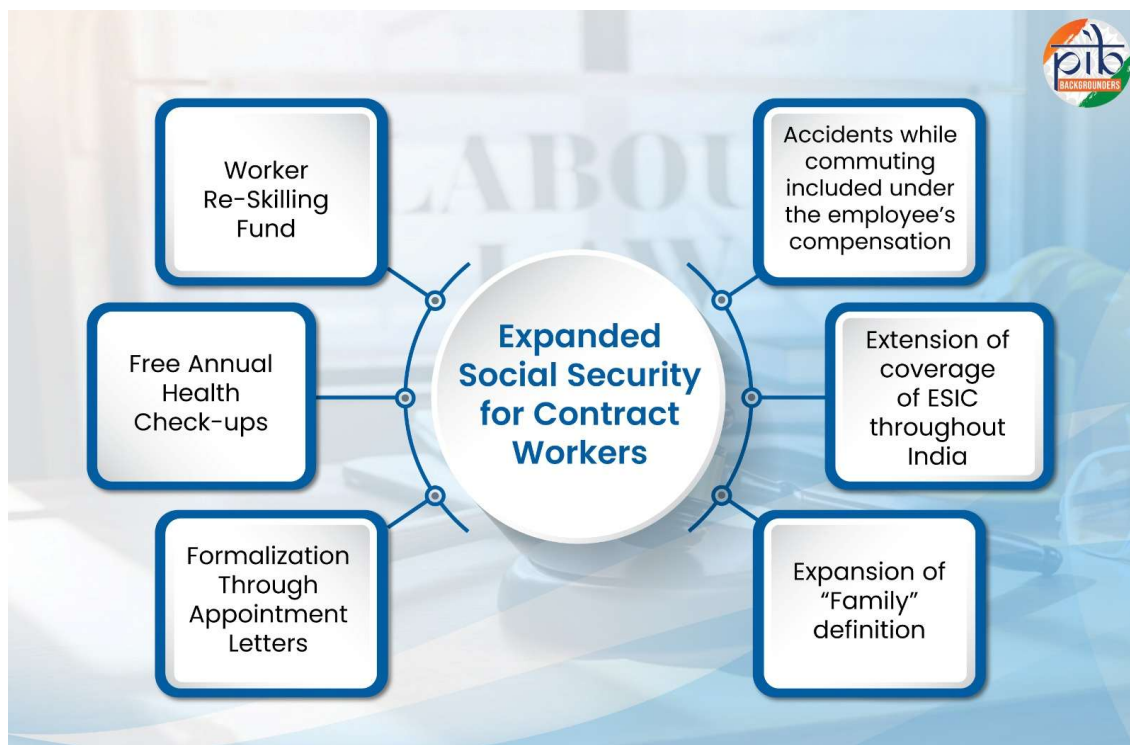 pib
BACKGROUNDERS
LABOU
LAW
Worker
Re-Skilling
Fund
Free Annual
Health
Check-ups
Formalization
Through
Appointment
Letters
Expanded
Social Security
for Contract
Workers
Accidents while
commuting
included under
the employee’s
compensation
Extension of
coverage
of ESIC
throughout
India
Expansion of
“Family”
definition